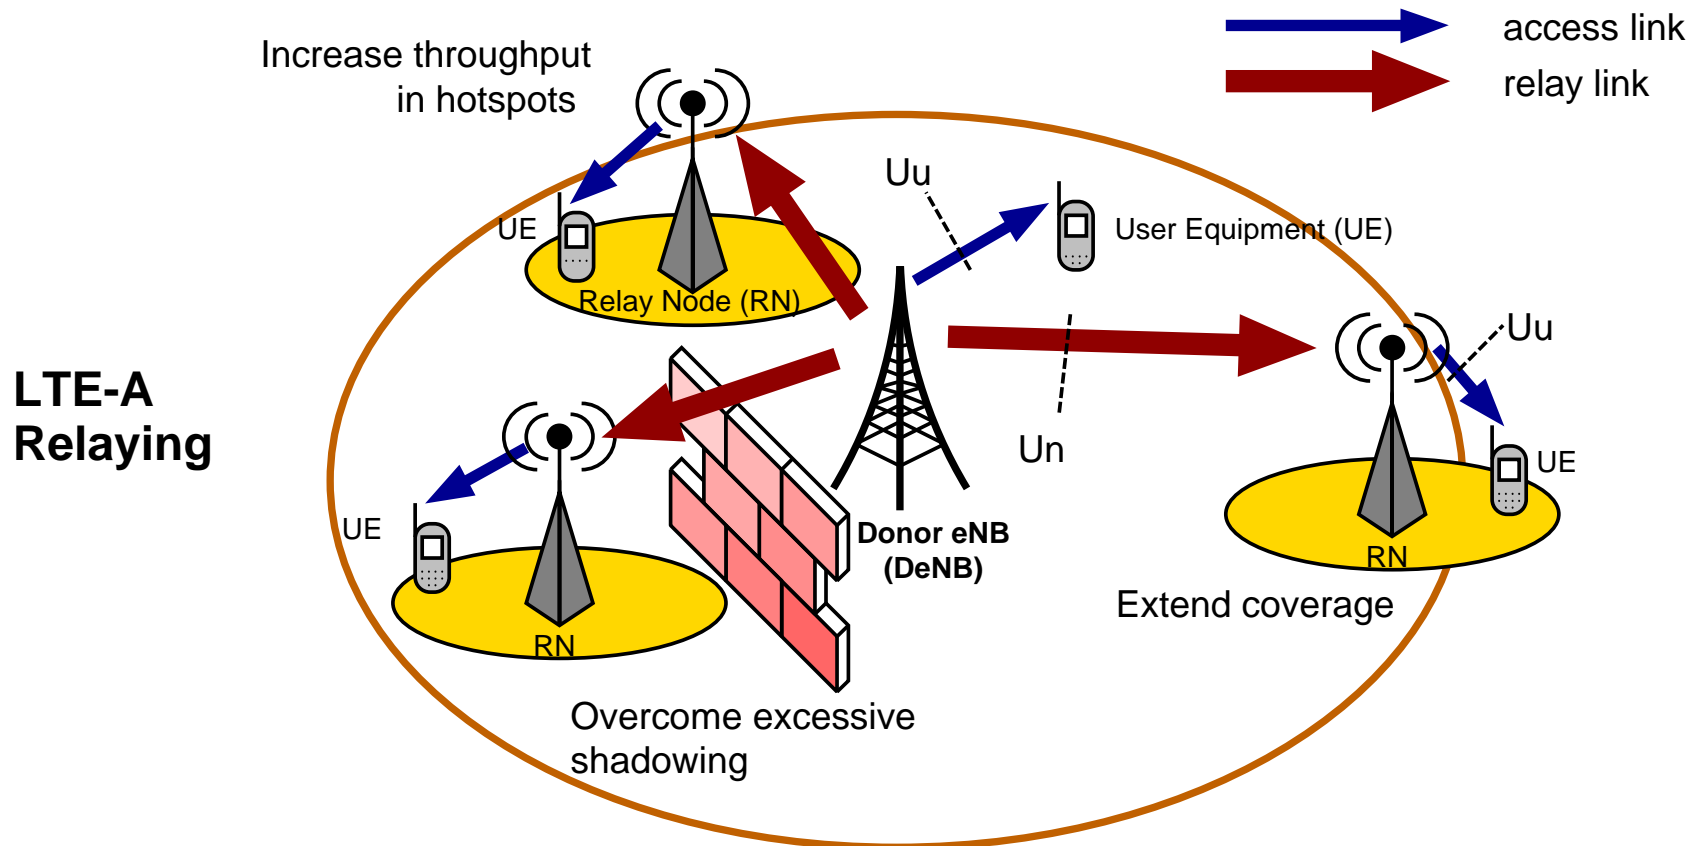 access link
relay link
Increase throughput
in hotspots
Uu
UE
User Equipment (UE)
Relay Node (RN)
Uu
LTE-A
Relaying
Un
UE
UE
Donor eNB
(DeNB)
RN
Extend coverage
RN
Overcome excessive
shadowing